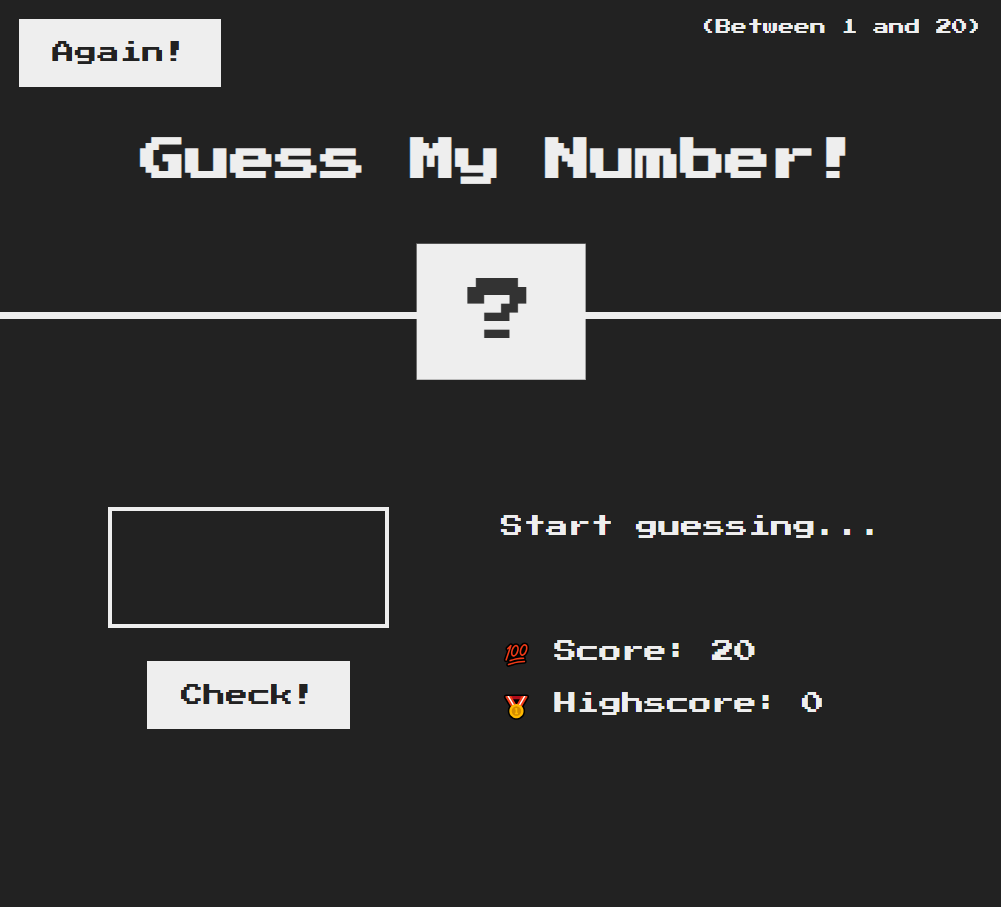 Again!
(Between 1 and 20)
Guess My Number!
?
Start guessing...
💯 Score: 20
Check!
🥇 Highscore: 0